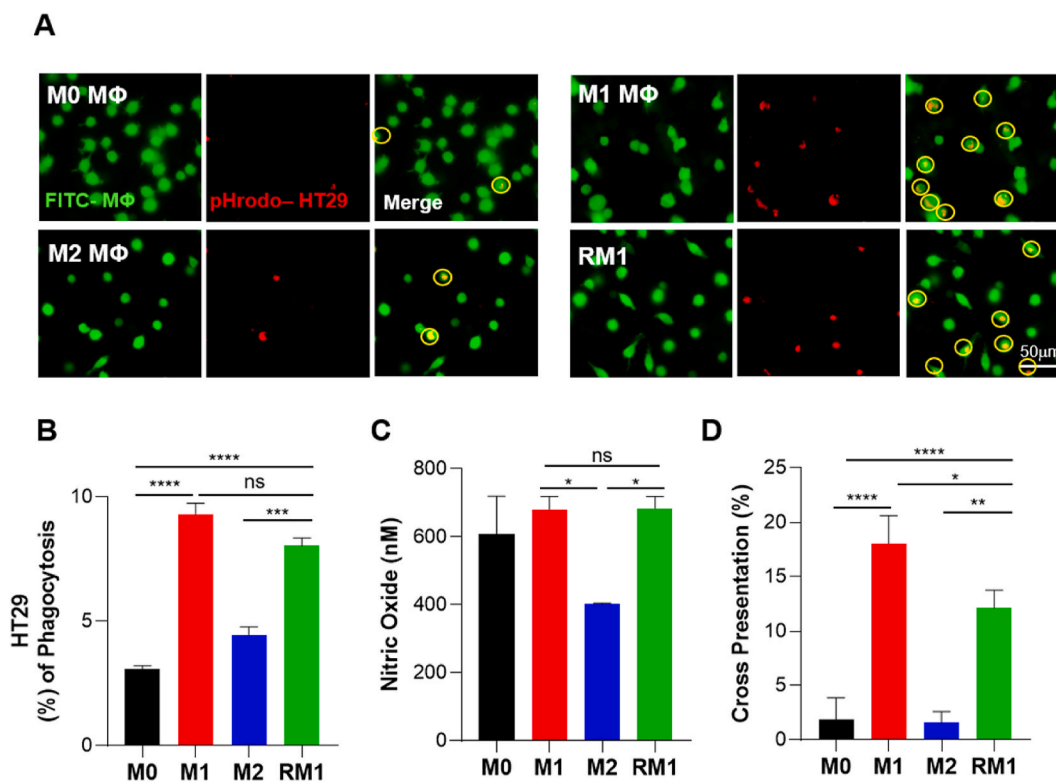 A
M0 MΦ
FITC- MΦ
pHrodo– HT29
Merge
M1 MΦ
M2 MΦ
RM1
50μm
B
****
****
ns
***
10
5
0
HT29
(%) of Phagocytosis
M0 M1 M2 RM1
C
ns
*
*
800
600
400
200
0
Nitric Oxide (nM)
M0 M1 M2 RM1
D
****
*
****
**
25
20
15
10
5
0
Cross Presentation (%)
M0 M1 M2 RM1